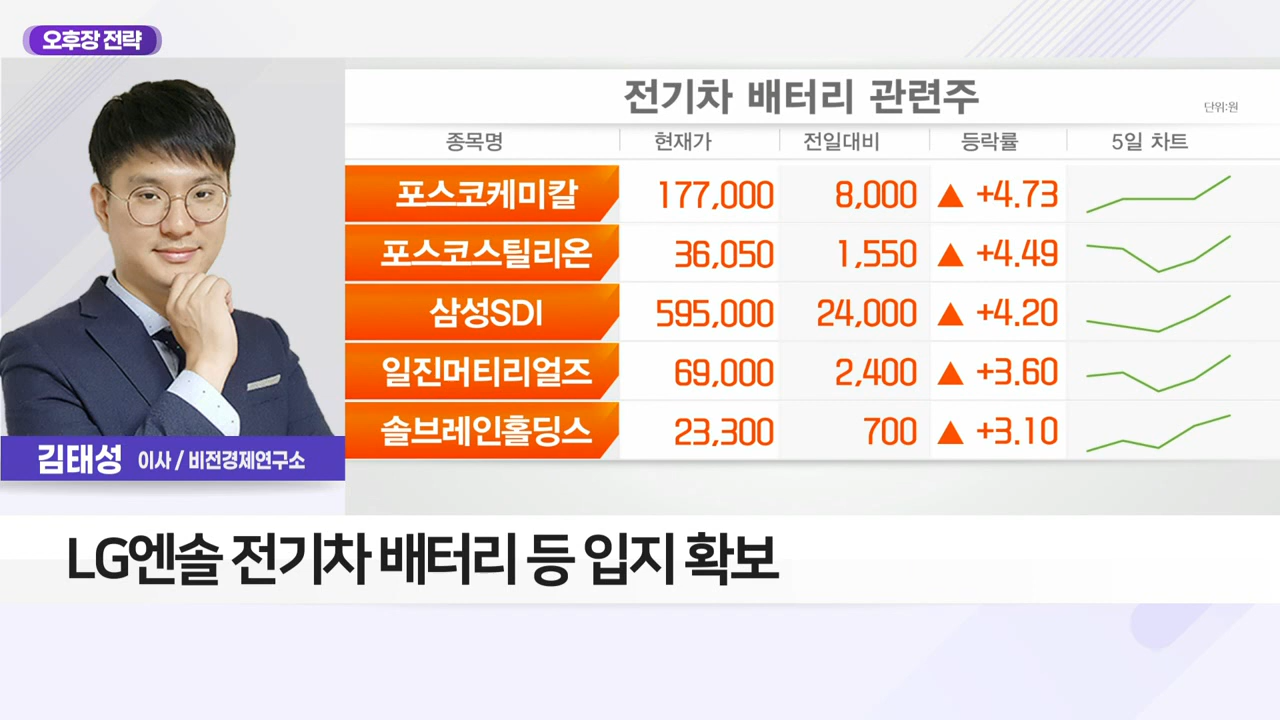 오후장 전략
전기차 배터리 관련주
단위:원
종목명 현재가 전일대비 등락률 5일 차트
포스코케미칼 177,000 8,000 ▲ +4.73
포스코스틸리온 36,050 1,550 ▲ +4.49
삼성SDI 595,000 24,000 ▲ +4.20
일진머티리얼즈 69,000 2,400 ▲ +3.60
솔브레인홀딩스 23,300 700 ▲ +3.10
김태성 이사 / 비전경제연구소
LG엔솔 전기차 배터리 등 입지 확보